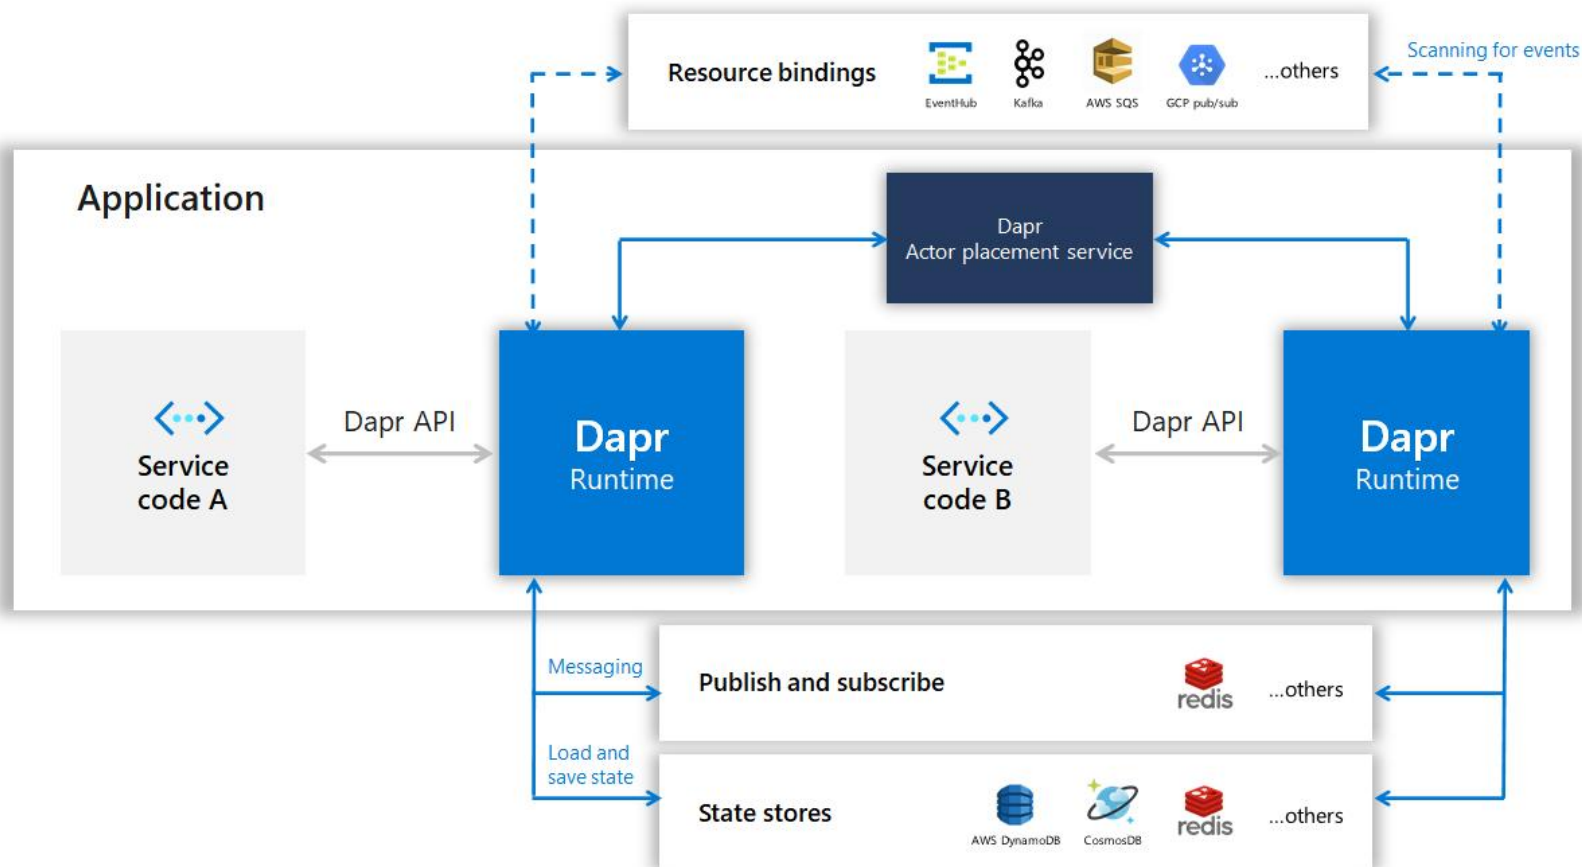 Scanning for events
Resource bindings
...others
EventHub
Kafka
AWS SQS
GCP pub/sub
Application
Dapr
Actor placement service
Service
code A
Dapr API
Dapr
Runtime
Service
code B
Dapr API
Dapr
Runtime
Messaging
Publish and subscribe
redis
...others
Load and
save state
State stores
AWS DynamoDB
CosmosDB
redis
...others